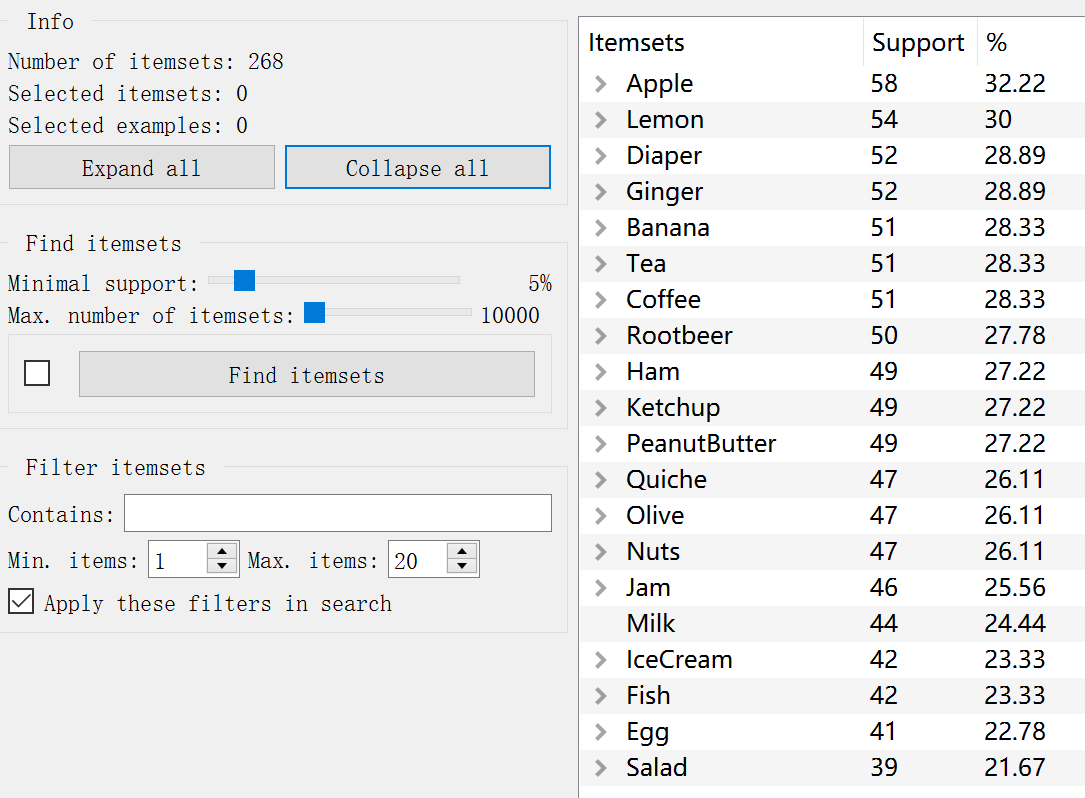 Info
Number of itemsets: 268
Selected itemsets: 0
Selected examples: 0
Expand all
Collapse all
Find itemsets
Minimal support: 5%
Max. number of itemsets: 10000
Find itemsets
Filter itemsets
Contains:
Min. items: 1 Max. items: 20
Apply these filters in search
Itemsets Support %
Apple 58 32.22
Lemon 54 30
Diaper 52 28.89
Ginger 52 28.89
Banana 51 28.33
Tea 51 28.33
Coffee 51 28.33
Rootbeer 50 27.78
Ham 49 27.22
Ketchup 49 27.22
PeanutButter 49 27.22
Quiche 47 26.11
Olive 47 26.11
Nuts 47 26.11
Jam 46 25.56
Milk 44 24.44
IceCream 42 23.33
Fish 42 23.33
Egg 41 22.78
Salad 39 21.67